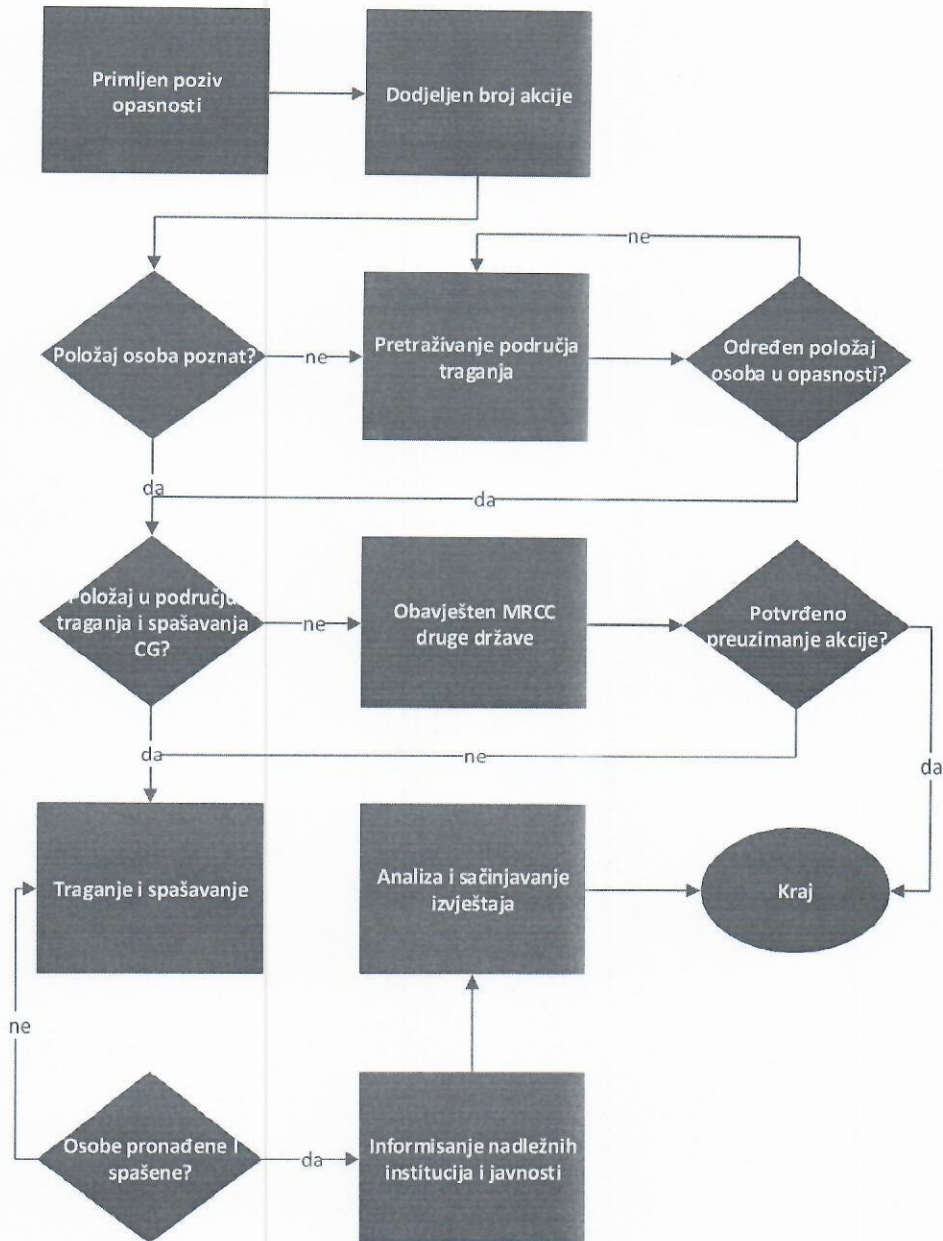 Primljen poziv
opasnosti
Dodjeljen broj akcije
ne
Položaj osoba poznat?
ne
Pretraživanje područja
traganja
Određen položaj
osoba u opasnosti?
da
da
Položaj u području
traganja i spašavanja
CG?
ne
Obavješten MRCC
druge države
Potvrđeno
preuzimanje akcije?
da
ne
da
Traganje i spašavanje
Analiza i sačinjavanje
izvještaja
Kraj
ne
Osobe pronađene I
spašene?
da
Informisanje nadležnih
institucija i javnosti